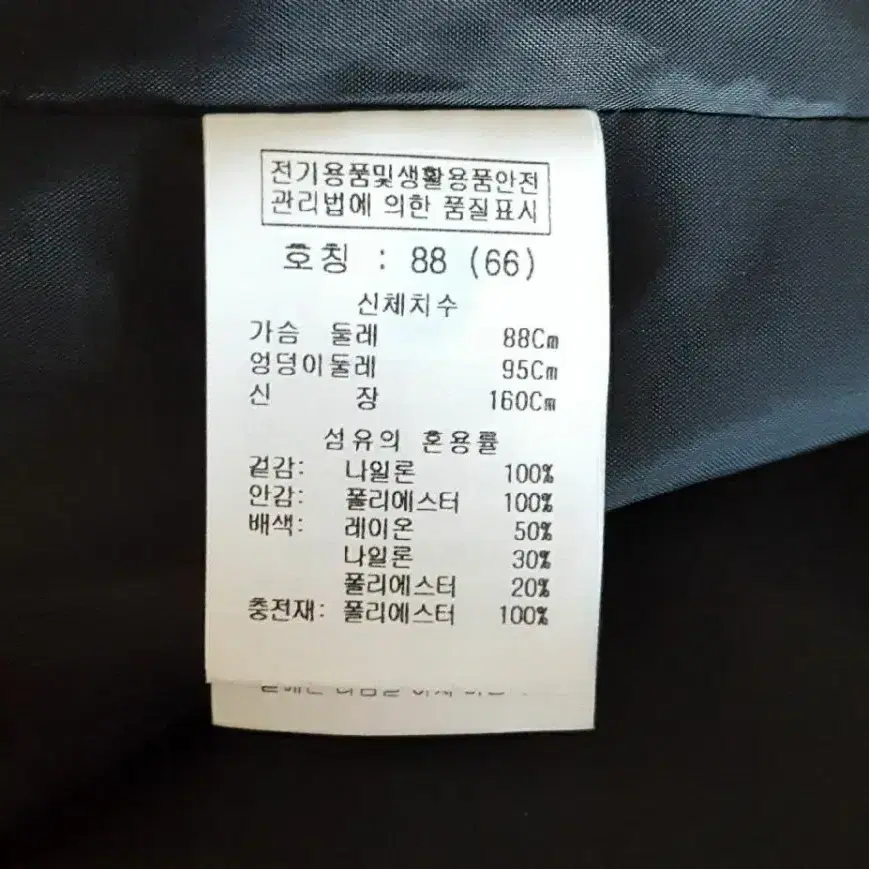 전기용품및생활용품안전
관리법에 의한 품질표시
호칭 : 88 (66)
신체치수
가슴 둘레 88Cm
엉덩이둘레 95Cm
신 장 160Cm
섬유의 혼용률
겉감: 나일론 100%
안감: 폴리에스터 100%
배색: 레이온 50%
나일론 30%
폴리에스터 20%
충전재: 폴리에스터 100%